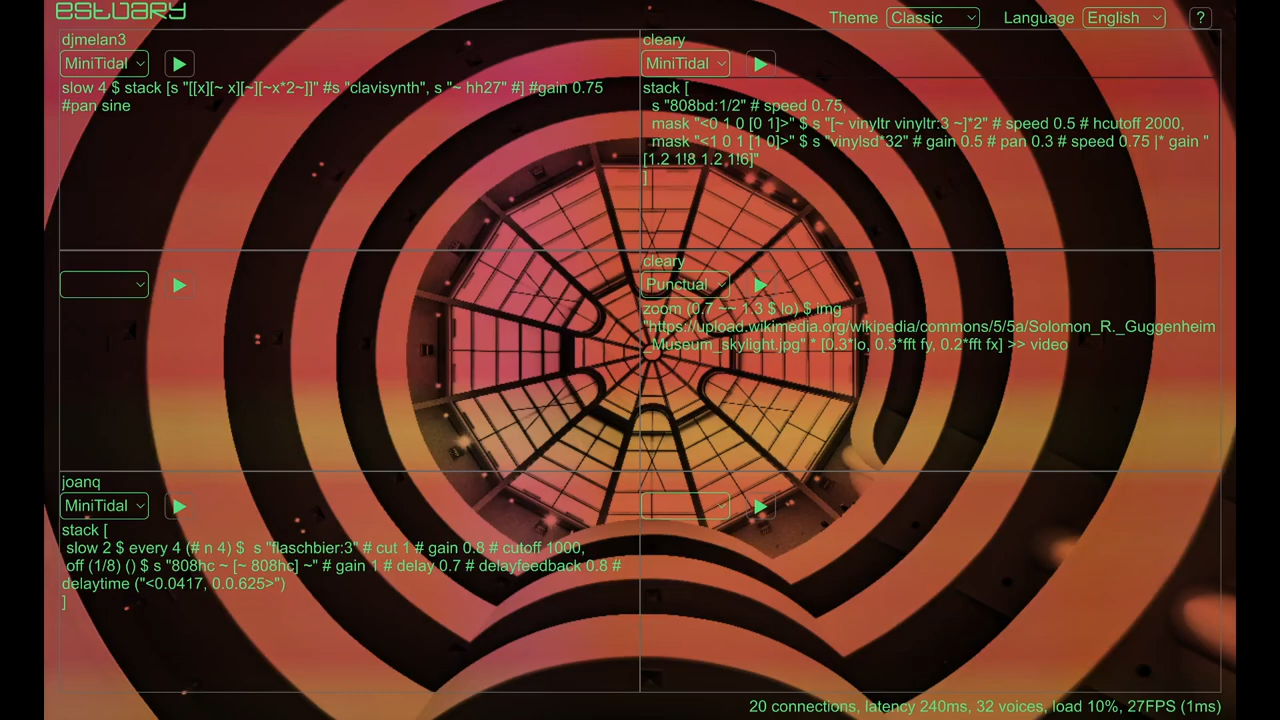 estuary
Theme Classic Language English ?
djmelan3
MiniTidal
slow 4 $ stack [s "[[x][~ x][~][~x*2~]]" #s "clavisynth", s "~ hh27" #] #gain 0.75
#pan sine
cleary
MiniTidal
stack [
s "808bd:1/2" # speed 0.75,
mask "<0 1 0 [0 1]>" $ s "[~ vinyltr vinyltr:3 ~]*2" # speed 0.5 # hcutoff 2000,
mask "<1 0 1 [1 0]>" $ s "vinylsd*32" # gain 0.5 # pan 0.3 # speed 0.75 |* gain "
[1.2 1!8 1.2 1!6]"
]
cleary
Punctual
zoom (0.7 ~~ 1.3 $ lo) $ img
"https://upload.wikimedia.org/wikipedia/commons/5/5a/Solomon_R._Guggenheim
_Museum_skylight.jpg" * [0.3*lo, 0.3*fft fy, 0.2*fft fx] >> video
joanq
MiniTidal
stack [
slow 2 $ every 4 (# n 4) $ s "flaschbier:3" # cut 1 # gain 0.8 # cutoff 1000,
off (1/8) () $ s "808hc ~ [~ 808hc] ~" # gain 1 # delay 0.7 # delayfeedback 0.8 #
delaytime ("<0.0417, 0.0.625>")
]
20 connections, latency 240ms, 32 voices, load 10%, 27FPS (1ms)